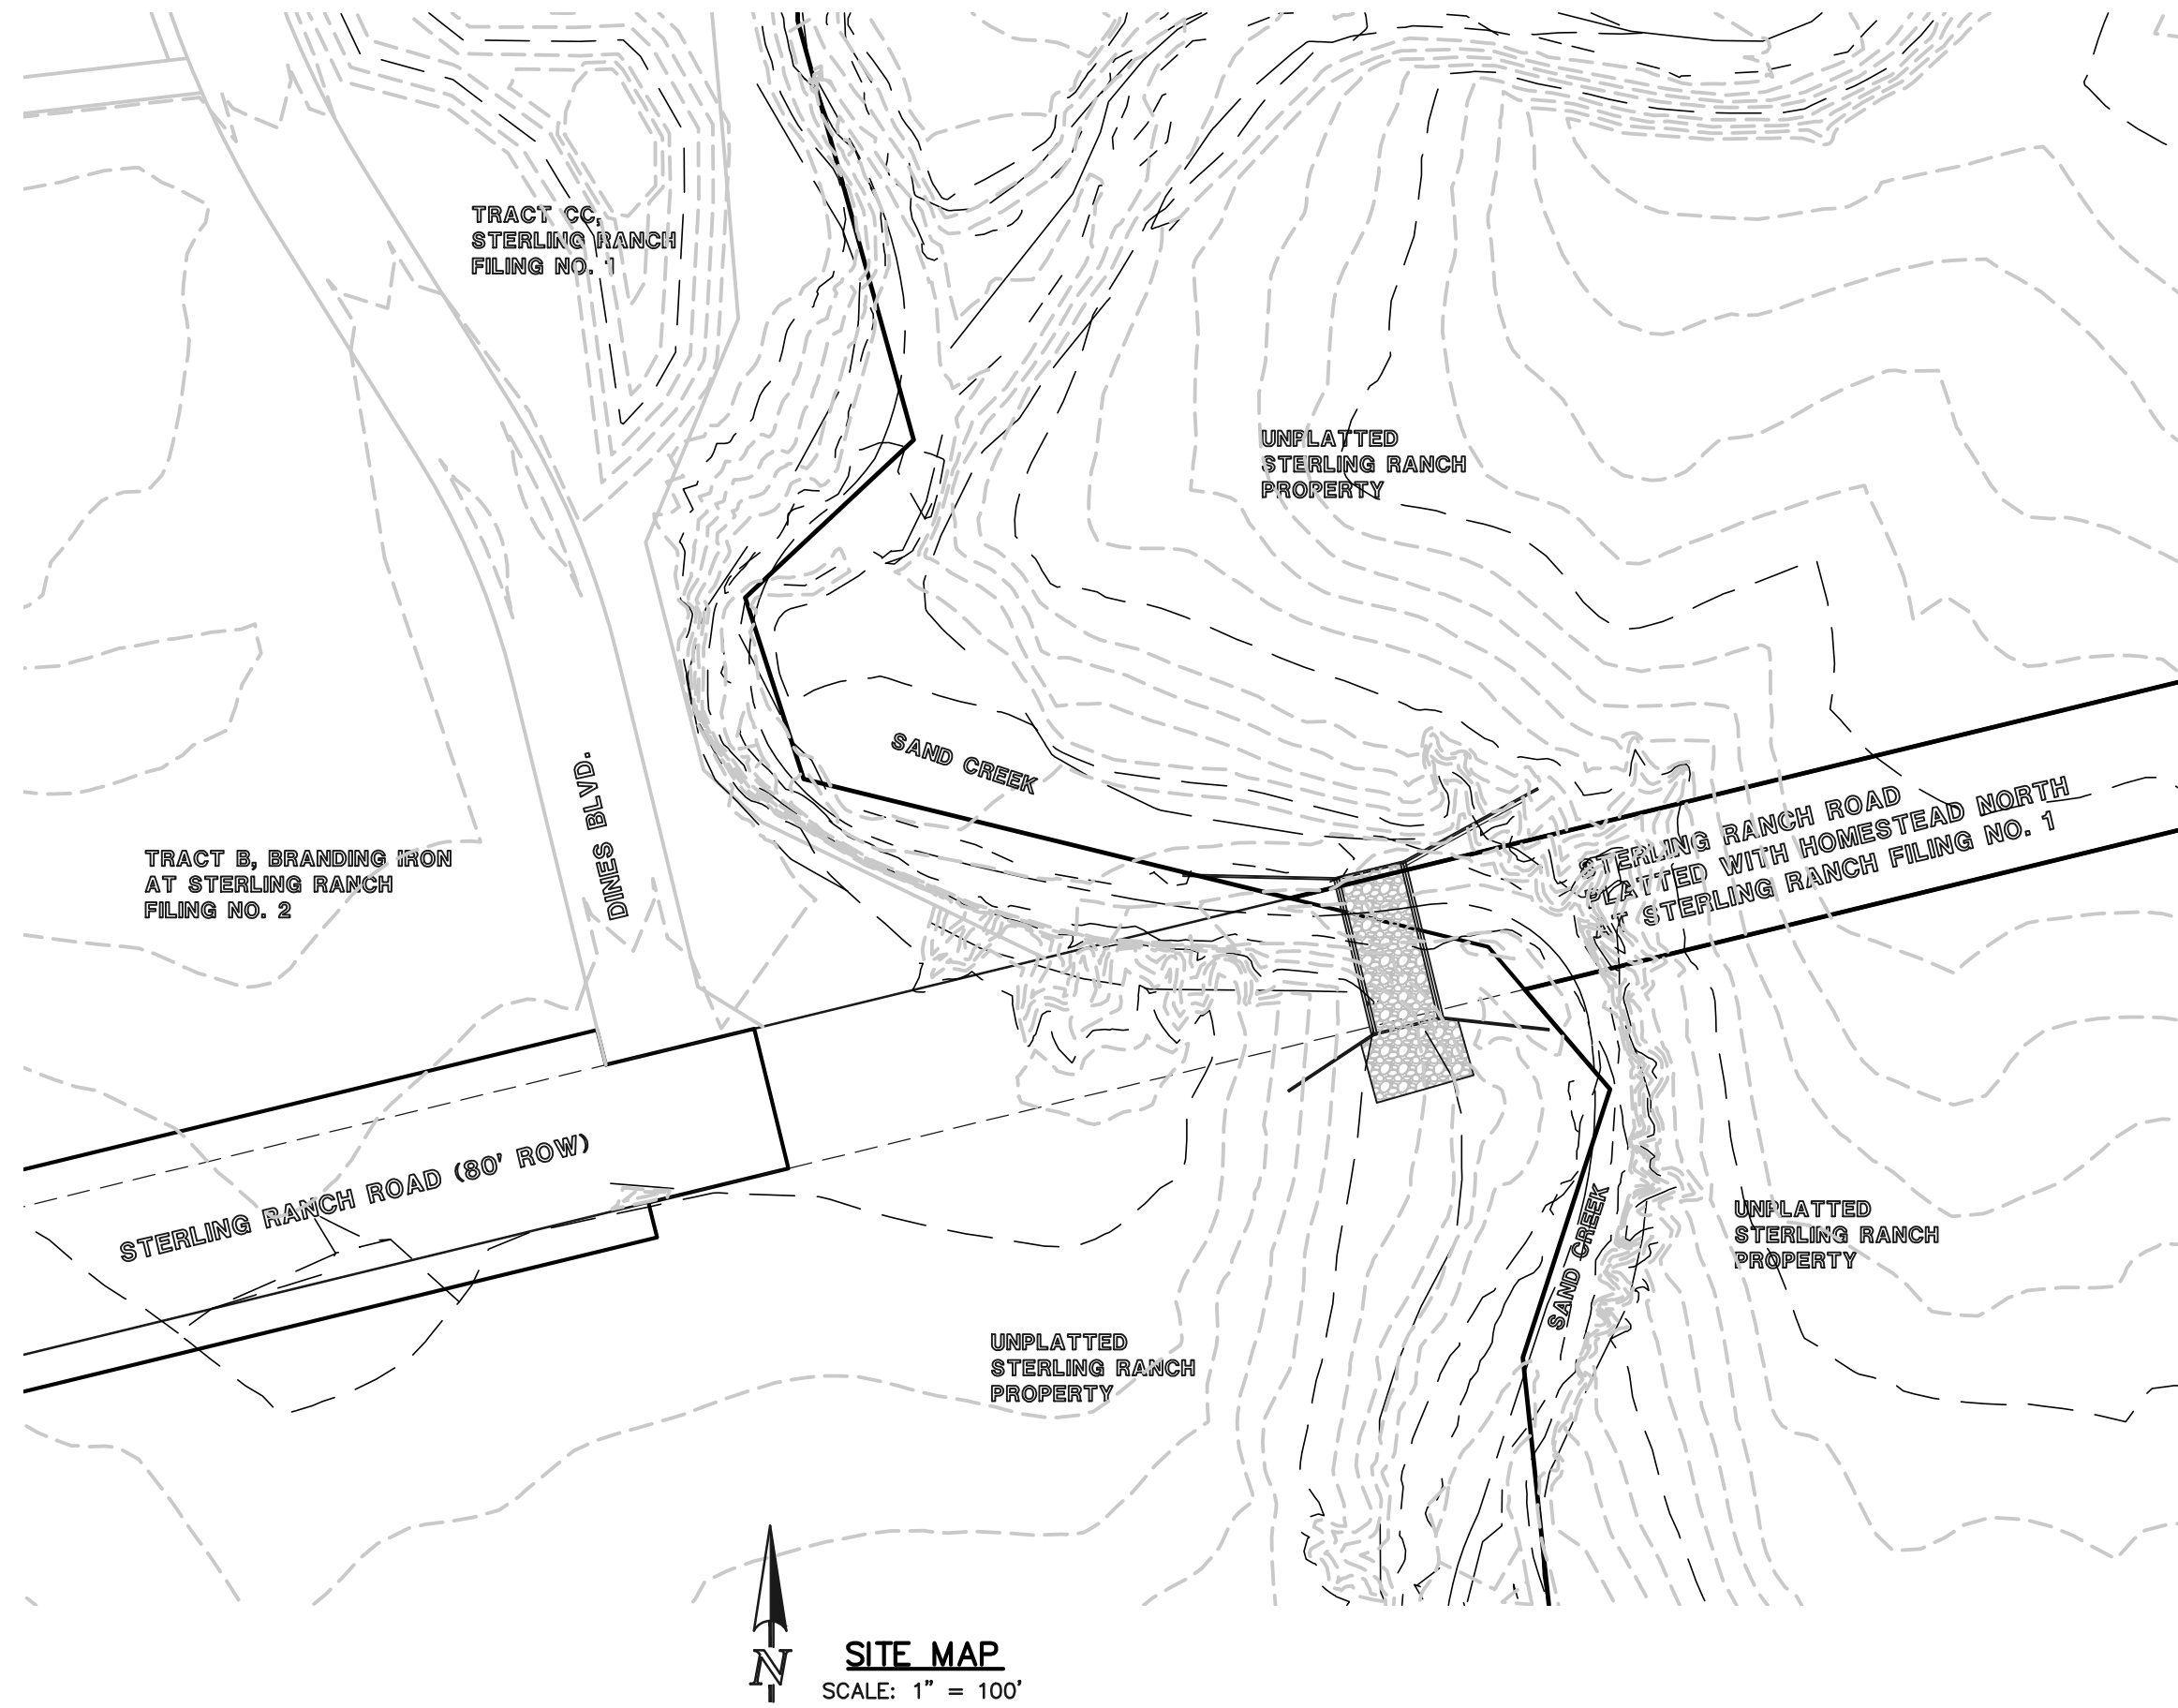 TRACT CC,
STERLING RANCH
FILING NO. 1
UNPLATTED
STERLING RANCH
PROPERTY
SAND CREEK
DINES BLVD.
STERLING RANCH ROAD
PLATTED WITH HOMESTEAD NORTH
AT STERLING RANCH FILING NO. 1
TRACT B, BRANDING IRON
AT STERLING RANCH
FILING NO. 2
STERLING RANCH ROAD (80' ROW)
SAND CREEK
UNPLATTED
STERLING RANCH
PROPERTY
UNPLATTED
STERLING RANCH
PROPERTY
N
SITE MAP
SCALE: 1" = 100'